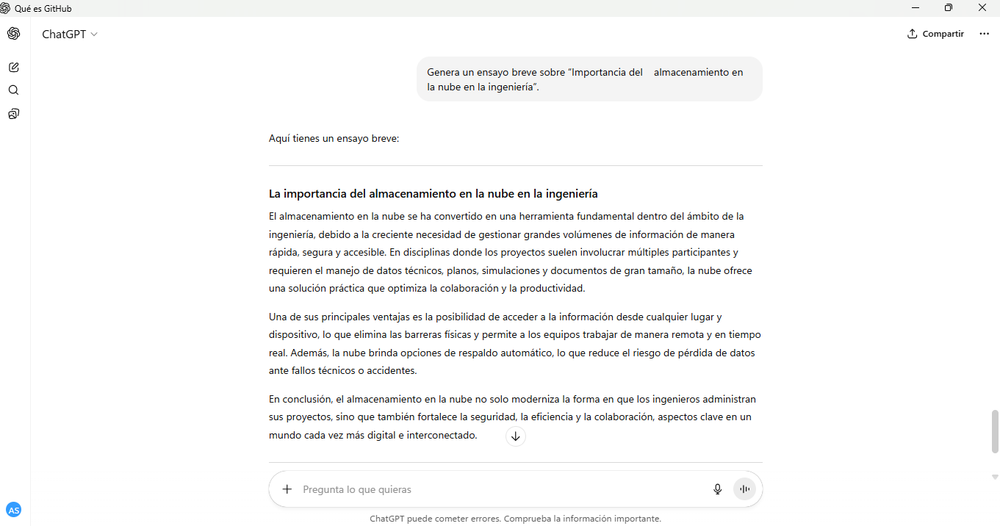 Qué es GitHub
ChatGPT
Compartir
Genera un ensayo breve sobre “Importancia del almacenamiento en
la nube en la ingeniería”.
Aquí tienes un ensayo breve:
La importancia del almacenamiento en la nube en la ingeniería
El almacenamiento en la nube se ha convertido en una herramienta fundamental dentro del ámbito de la
ingeniería, debido a la creciente necesidad de gestionar grandes volúmenes de información de manera
rápida, segura y accesible. En disciplinas donde los proyectos suelen involucrar múltiples participantes y
requieren el manejo de datos técnicos, planos, simulaciones y documentos de gran tamaño, la nube ofrece
una solución práctica que optimiza la colaboración y la productividad.
Una de sus principales ventajas es la posibilidad de acceder a la información desde cualquier lugar y
dispositivo, lo que elimina las barreras físicas y permite a los equipos trabajar de manera remota y en tiempo
real. Además, la nube brinda opciones de respaldo automático, lo que reduce el riesgo de pérdida de datos
ante fallos técnicos o accidentes.
En conclusión, el almacenamiento en la nube no solo moderniza la forma en que los ingenieros administran
sus proyectos, sino que también fortalece la seguridad, la eficiencia y la colaboración, aspectos clave en un
mundo cada vez más digital e interconectado.
Pregunta lo que quieras
AS
ChatGPT puede cometer errores. Comprueba la información importante.